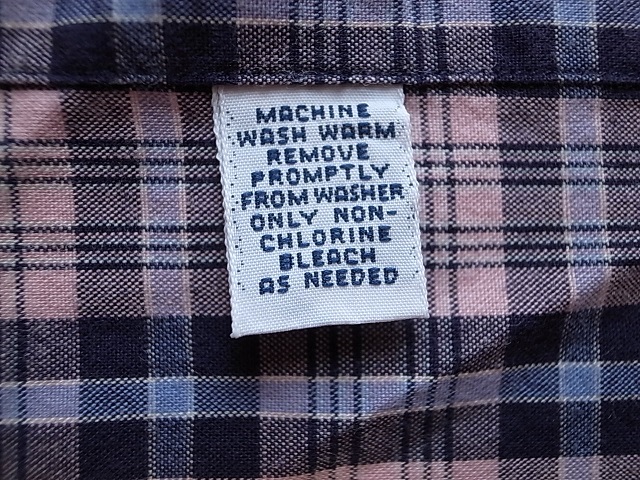 MACHINE
WASH WARM
REMOVE
PROMPTLY
FROM WASHER
ONLY NON-
CHLORINE
BLEACH
AS NEEDED